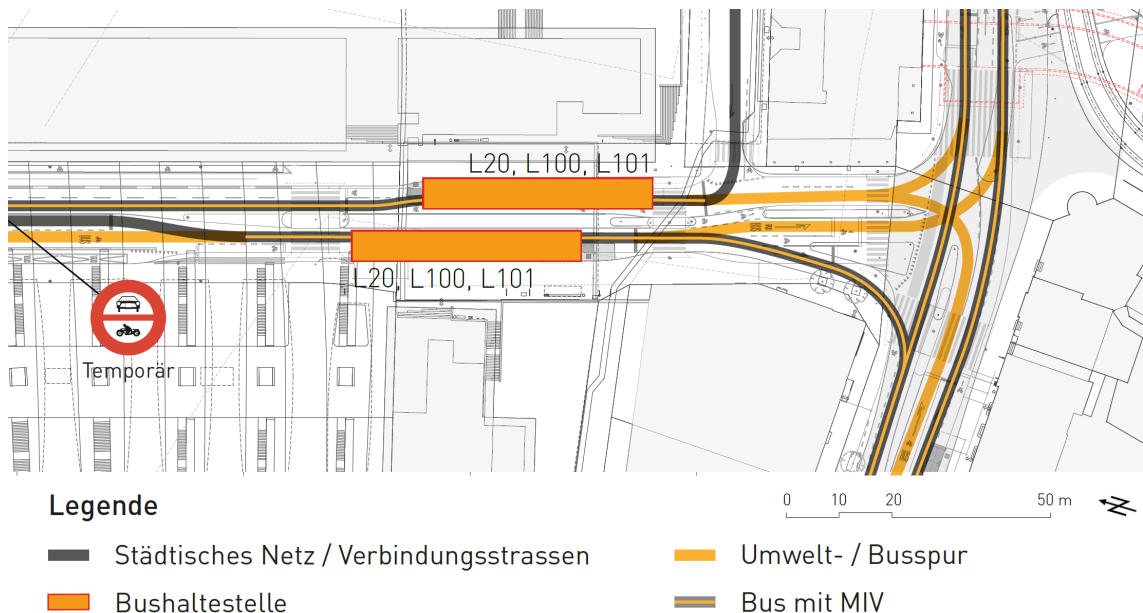 L20, L100, L101
L20, L100, L101
Temporär
Legende
0 10 20 50 m
Städtisches Netz / Verbindungsstrassen
Umwelt- / Busspur
Bushaltestelle
Bus mit MIV